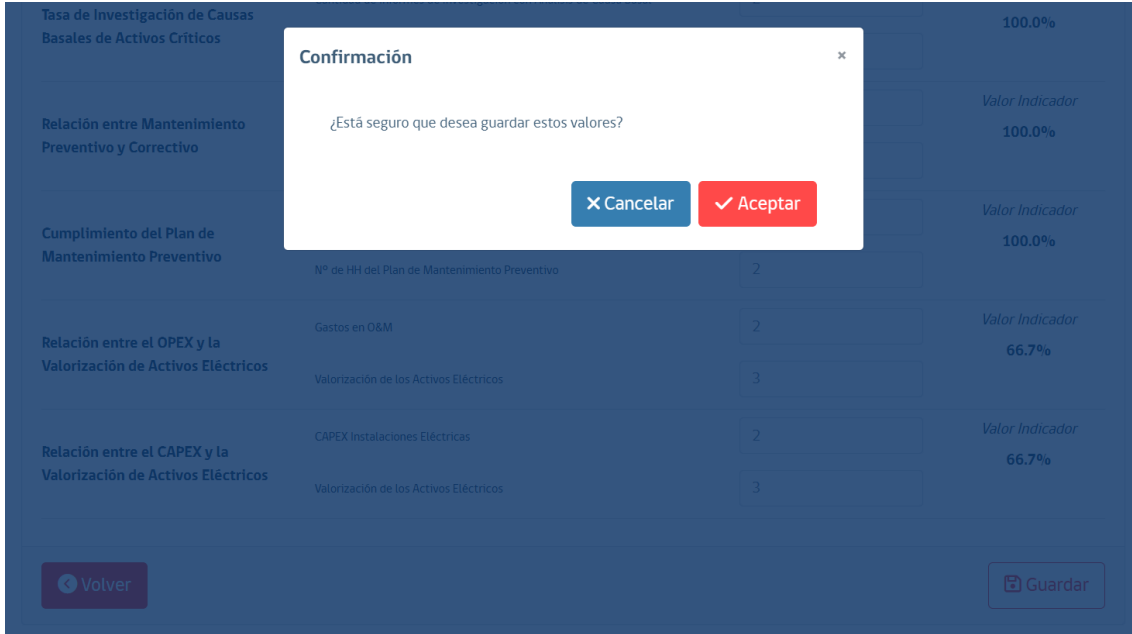 Tasa de Investigación de Causas
Basales de Activos Críticos
100.0%
Confirmación
×
¿Está seguro que desea guardar estos valores?
Cancelar
Aceptar
Relación entre Mantenimiento
Preventivo y Correctivo
Valor Indicador
100.0%
Cumplimiento del Plan de
Mantenimiento Preventivo
Valor Indicador
100.0%
Nº de HH del Plan de Mantenimiento Preventivo
2
Relación entre el OPEX y la
Valorización de Activos Eléctricos
Gastos en O&M
2
Valor Indicador
66.7%
Valorización de los Activos Eléctricos
3
Relación entre el CAPEX y la
Valorización de Activos Eléctricos
CAPEX Instalaciones Eléctricas
2
Valor Indicador
66.7%
Valorización de los Activos Eléctricos
3
Volver
Guardar